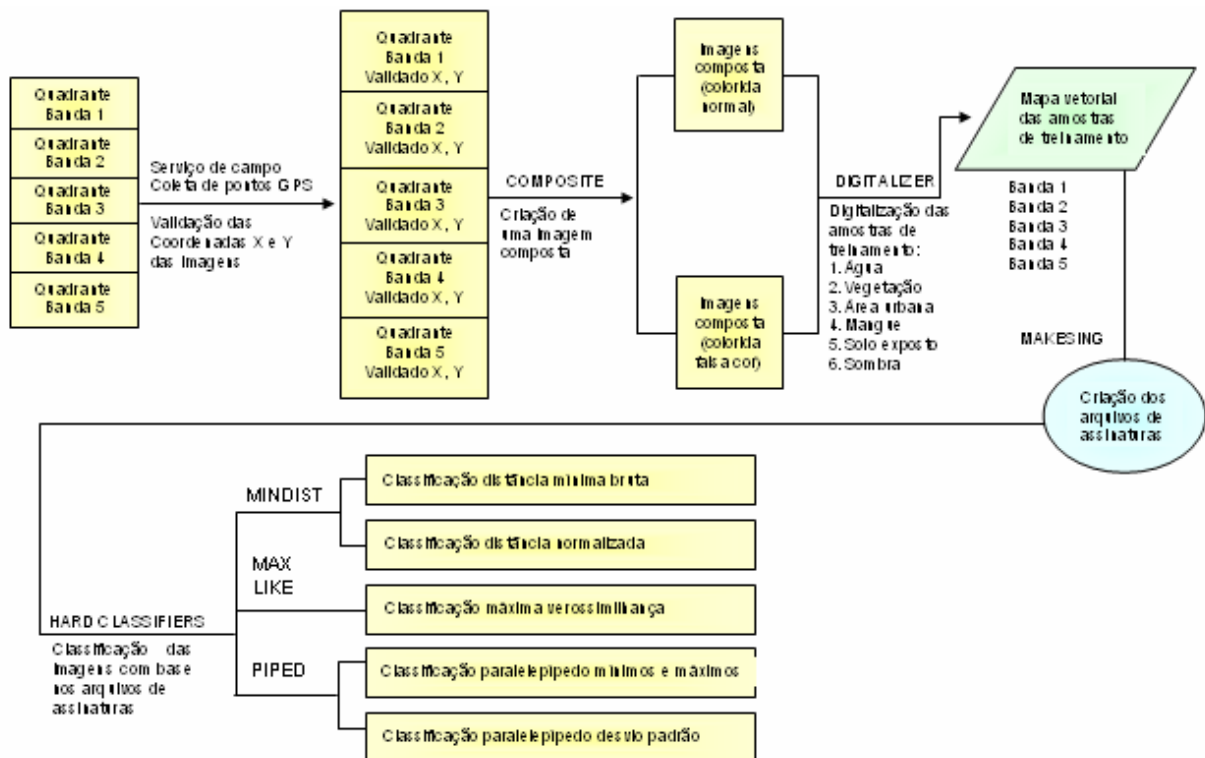 Quadrante
Banda 1
Quadrante
Banda 2
Quadrante
Banda 3
Quadrante
Banda 4
Quadrante
Banda 5
Serviço de campo
Coleta de pontos GPS
Validação das
Coordenadas X e Y
das Imagens
Quadrante
Banda 1
Validado X, Y
Quadrante
Banda 2
Validado X, Y
Quadrante
Banda 3
Validado X, Y
Quadrante
Banda 4
Validado X, Y
Quadrante
Banda 5
Validado X, Y
COMPOSITE
Criação de
uma Imagem
composta
Imagens
composta
(colorida
normal)
Imagens
composta
(colorida
falsa cor)
DIGITALIZER
Digitalização das
amostras de
treinamento:
1. Água
2. Vegetação
3. Área urbana
4. Mangue
5. Solo exposto
6. Sombra
Mapa vetorial
das amostras
de treinamento
Banda 1
Banda 2
Banda 3
Banda 4
Banda 5
MAKESING
Criação dos
arquivos de
assinaturas
HARD CLASSIFIERS
Classificação das
Imagens com base
nos arquivos de
assinaturas
MINDIST
Classificação distância mínima bruta
Classificação distância normalizada
MAX
LIKE
Classificação máxima verossimilhança
PIPED
Classificação paralelepípedo mínimos e máximos
Classificação paralelepípedo desvio padrão